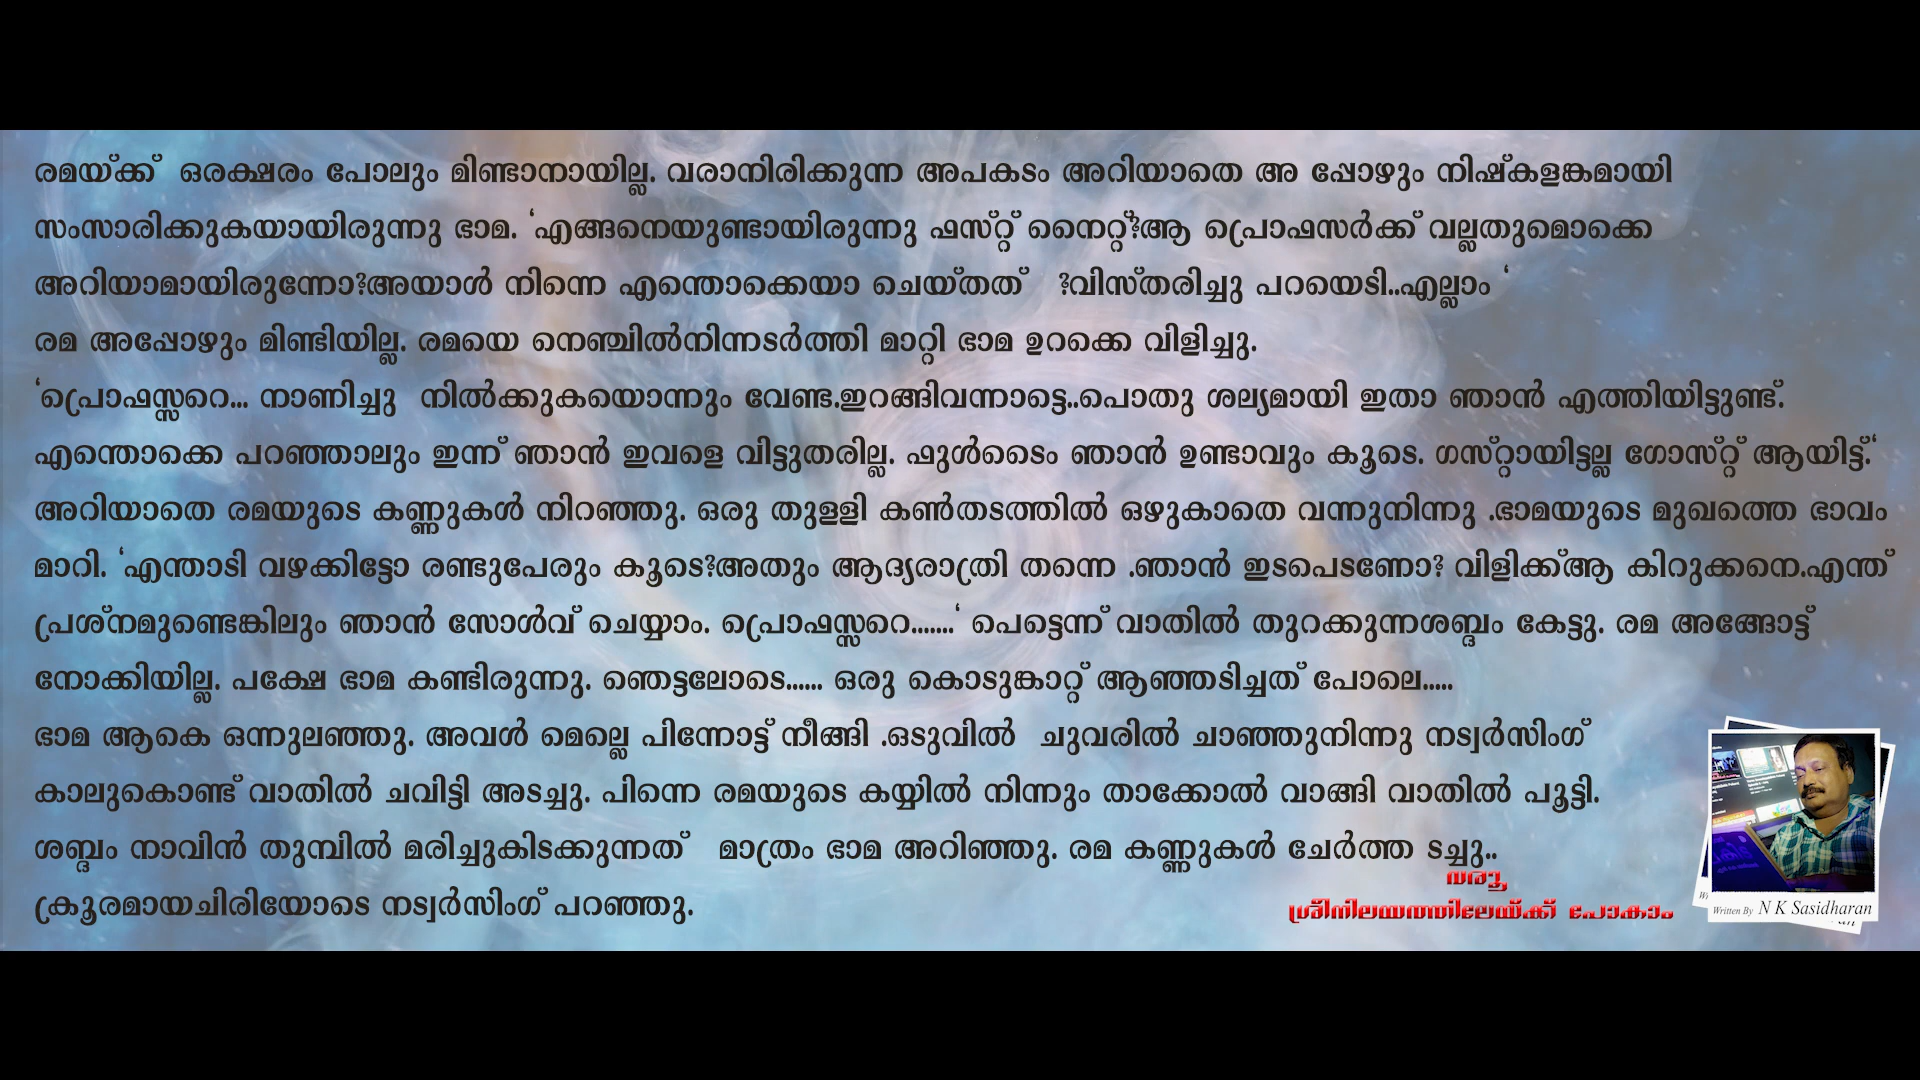 രമയ്ക്ക് ഒരക്ഷരം പോലും മിണ്ടാനായില്ല. വരാനിരിക്കുന്ന അപകടം അറിയാതെ അ പ്പോഴും നിഷ്കളങ്കമായി
സംസാരിക്കുകയായിരുന്നു ഭാമ. ‘എങ്ങനെയുണ്ടായിരുന്നു ഫസ്റ്റ് നൈറ്റ്?ആ പ്രൊഫസർക്ക് വല്ലതുമൊക്കെ
അറിയാമായിരുന്നോ?അയാൾ നിന്നെ എന്തൊക്കെയാ ചെയ്തത് ?വിസ്തരിച്ചു പറയെടി..എല്ലാം ‘
രമ അപ്പോഴും മിണ്ടിയില്ല. രമയെ നെഞ്ചിൽനിന്നടർത്തി മാറ്റി ഭാമ ഉറക്കെ വിളിച്ചു.
‘പ്രൊഫസ്സറെ... നാണിച്ചു നിൽക്കുകയൊന്നും വേണ്ട.ഇറങ്ങിവന്നാട്ടെ..പൊതു ശല്യമായി ഇതാ ഞാൻ എത്തിയിട്ടുണ്ട്.
എന്തൊക്കെ പറഞ്ഞാലും ഇന്ന് ഞാൻ ഇവളെ വിട്ടുതരില്ല. ഫുൾടൈം ഞാൻ ഉണ്ടാവും കൂടെ. ഗസ്റ്റായിട്ടല്ല ഗോസ്റ്റ് ആയിട്ട്.‘
അറിയാതെ രമയുടെ കണ്ണുകൾ നിറഞ്ഞു. ഒരു തുളളി കൺതടത്തിൽ ഒഴുകാതെ വന്നുനിന്നു .ഭാമയുടെ മുഖത്തെ ഭാവം
മാറി. ‘എന്താടി വഴക്കിട്ടോ രണ്ടുപേരും കൂടെ?അതും ആദ്യരാത്രി തന്നെ .ഞാൻ ഇടപെടണോ? വിളിക്ക്ആ കിറുക്കനെ.എന്ത്
പ്രശ്നമുണ്ടെങ്കിലും ഞാൻ സോൾവ് ചെയ്യാം. പ്രൊഫസ്സറെ.......‘ പെട്ടെന്ന് വാതിൽ തുറക്കുന്നശബ്ദം കേട്ടു. രമ അങ്ങോട്ട്
നോക്കിയില്ല. പക്ഷേ ഭാമ കണ്ടിരുന്നു. ഞെട്ടലോടെ...... ഒരു കൊടുങ്കാറ്റ് ആഞ്ഞടിച്ചത് പോലെ.....
ഭാമ ആകെ ഒന്നുലഞ്ഞു. അവൾ മെല്ലെ പിന്നോട്ട് നീങ്ങി .ഒടുവിൽ ചുവരിൽ ചാഞ്ഞുനിന്നു നട്വർസിംഗ്
കാലുകൊണ്ട് വാതിൽ ചവിട്ടി അടച്ചു. പിന്നെ രമയുടെ കയ്യിൽ നിന്നും താക്കോൽ വാങ്ങി വാതിൽ പൂട്ടി.
ശബ്ദം നാവിൻ തുമ്പിൽ മരിച്ചുകിടക്കുന്നത് മാത്രം ഭാമ അറിഞ്ഞു. രമ കണ്ണുകൾ ചേർത്ത ടച്ചു..
ക്രൂരമായചിരിയോടെ നട്വർസിംഗ് പറഞ്ഞു.
വരൂ
ശ്രീനിലയത്തിലേയ്ക്ക് പോകാം
Written By N K Sasidharan